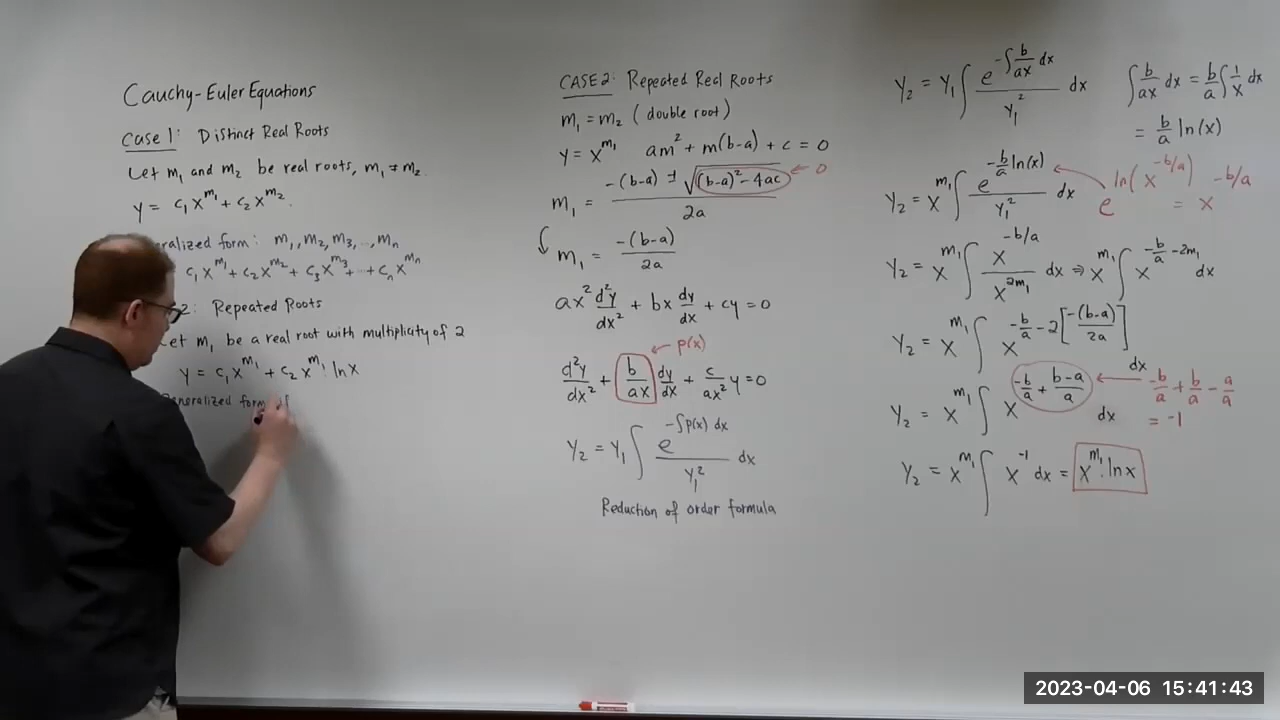 Cauchy-Euler Equations
Case 1: Distinct Real Roots
Let m₁ and m₂ be real roots, m₁ ≠ m₂.
y = c₁x^m₁ + c₂x^m₂.
form: m₁, m₂, m₃, ..., mₙ
c₁x^m₁ + c₂x^m₂ + c₃x^m₃ + ... + cₙx^mₙ
2: Repeated Roots
Let m₁ be a real root with multiplicity of 2
y = c₁x^m₁ + c₂x^m₁·lnx
Generalized form
CASE 2: Repeated Real Roots
m₁ = m₂ (double root)
y = x^m₁ am² + m(b-a) + c = 0
m₁ = (-(b-a) ± √((b-a)² - 4ac))/2a → 0
m₁ = -(b-a)/2a
ax² d²y/dx² + bx dy/dx + cy = 0
p(x)
d²y/dx² + b/ax dy/dx + c/ax² y = 0
y₂ = y₁ ∫ e^(-∫p(x) dx)/y₁² dx
Reduction of order formula
y₂ = y₁ ∫ e^(-∫ b/ax dx)/y₁² dx
∫ b/ax dx = b/a ∫ 1/x dx
= b/a ln(x)
y₂ = x^m₁ ∫ e^(-b/a ln(x))/y₁² dx
e^ln(x^-b/a) = x^-b/a
y₂ = x^m₁ ∫ x^-b/a / x^2m₁ dx ⇒ x^m₁ ∫ x^(-b/a - 2m₁) dx
y₂ = x^m₁ ∫ x^(-b/a - 2[-(b-a)/2a]) dx
y₂ = x^m₁ ∫ x^(-b/a + (b-a)/a) dx
-b/a + b/a - a/a
= -1
y₂ = x^m₁ ∫ x^-1 dx = x^m₁·lnx
2023-04-06 15:41:43